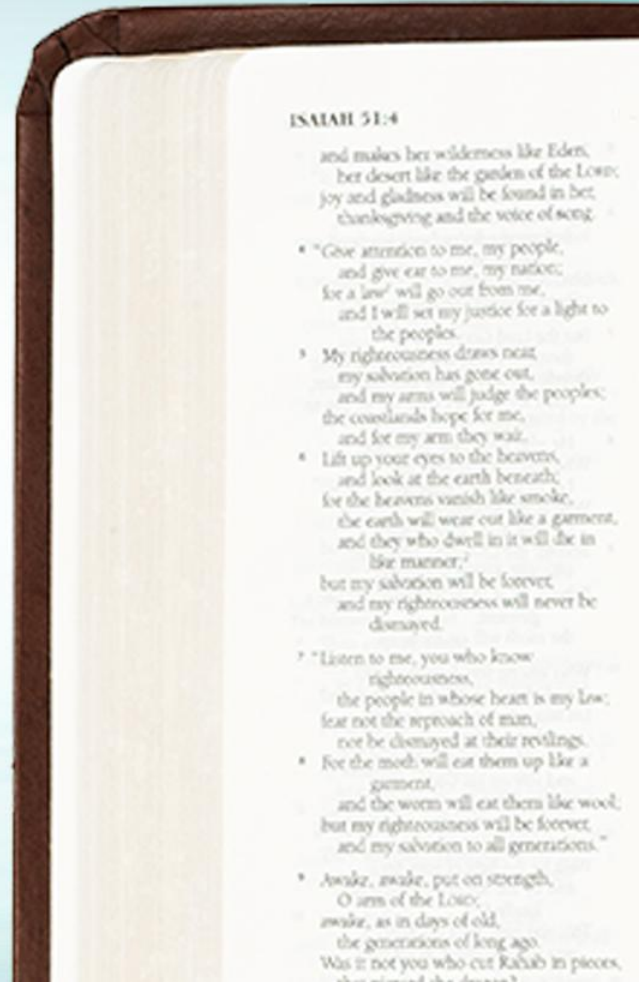 ISAIAH 51:4
and makes her wilderness like Eden,
her desert like the garden of the LORD;
joy and gladness will be found in her,
thanksgiving and the voice of song.
4 "Give attention to me, my people,
and give ear to me, my nation;
for a law¹ will go out from me,
and I will set my justice for a light to
the peoples.
5 My righteousness draws near,
my salvation has gone out,
and my arms will judge the peoples;
the coastlands hope for me,
and for my arm they wait.
6 Lift up your eyes to the heavens,
and look at the earth beneath;
for the heavens vanish like smoke,
the earth will wear out like a garment,
and they who dwell in it will die in
like manner;²
but my salvation will be forever,
and my righteousness will never be
dismayed.
7 "Listen to me, you who know
righteousness,
the people in whose heart is my law;
fear not the reproach of man,
nor be dismayed at their revilings.
8 For the moth will eat them up like a
garment,
and the worm will eat them like wool;
but my righteousness will be forever,
and my salvation to all generations."
9 Awake, awake, put on strength,
O arm of the LORD;
awake, as in days of old,
the generations of long ago.
Was it not you who cut Rahab in pieces,
that pierced the dragon?